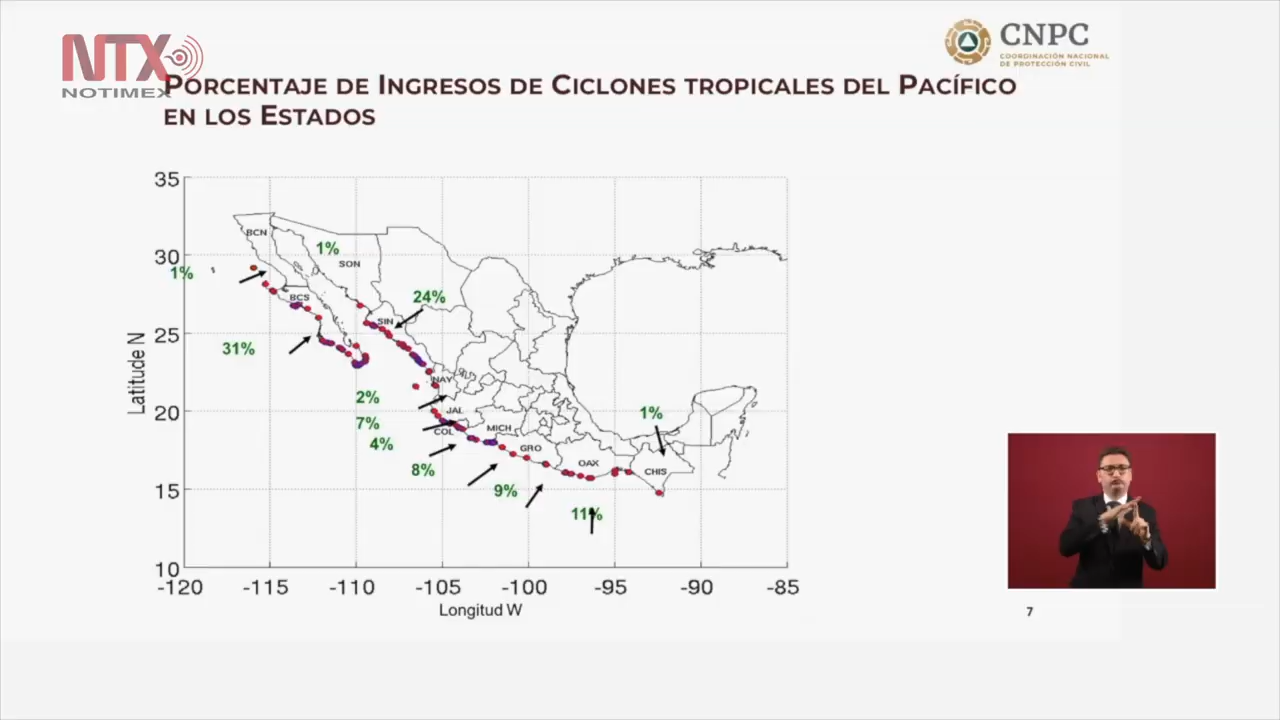 NTX
NOTIMEX
CNPC
COORDINACIÓN NACIONAL
DE PROTECCIÓN CIVIL
PORCENTAJE DE INGRESOS DE CICLONES TROPICALES DEL PACÍFICO
EN LOS ESTADOS
35
30
25
20
15
10
Latitude N
-120
-115
-110
-105
-100
-95
-90
-85
Longitud W
BCN
1%
SON
1%
BCS
24%
SIN
31%
NAY
2%
JAL
7%
COL
4%
MICH
8%
GRO
9%
OAX
11%
1%
CHIS
7